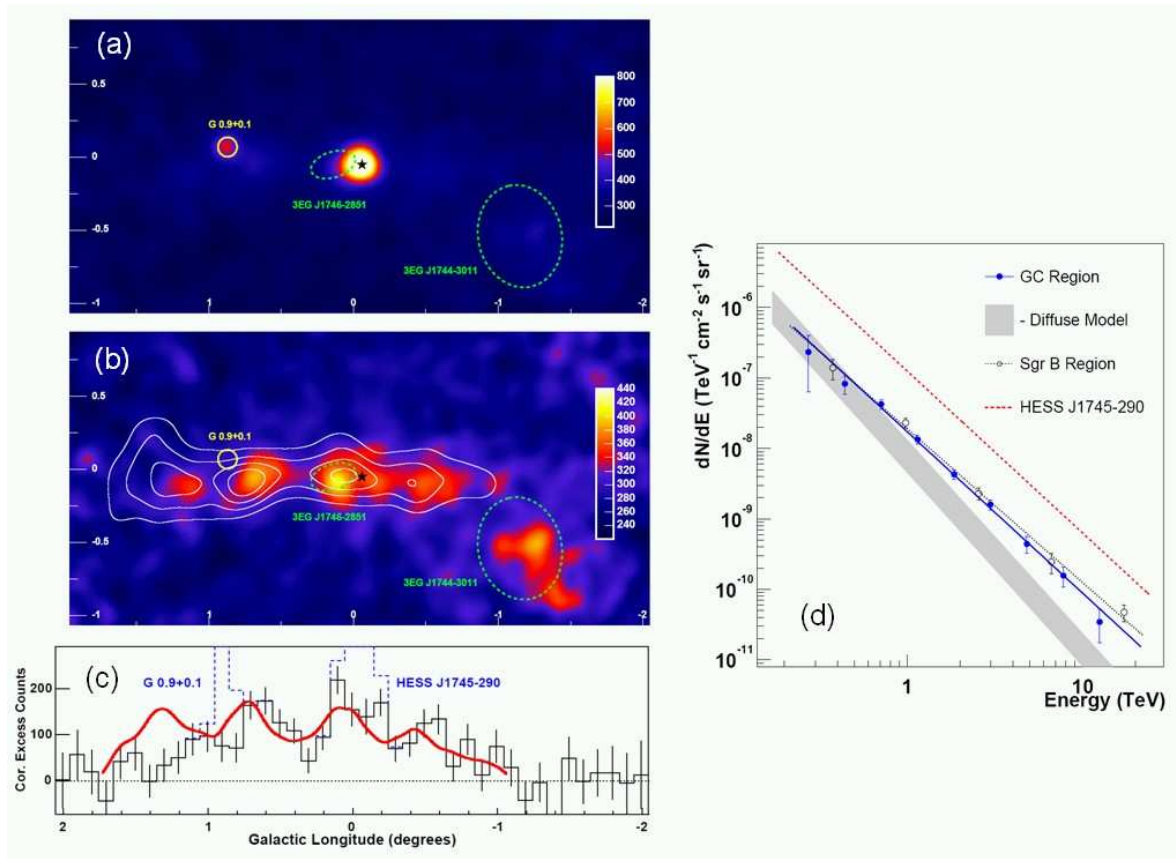 (a)
0.5
0
-0.5
-1
1
0
-1
-2
G 0.9+0.1
3EG J1746-2851
3EG J1744-3011
800
700
600
500
400
300
(b)
0.5
0
-0.5
-1
1
0
-1
-2
G 0.9+0.1
3EG J1746-2851
3EG J1744-3011
440
420
400
380
360
340
320
300
280
260
240
(c)
G 0.9+0.1
HESS J1745-290
Cor. Excess Counts
200
100
0
2
1
0
-1
-2
Galactic Longitude (degrees)
dN/dE (TeV⁻¹ cm⁻² s⁻¹ sr⁻¹)
10⁻⁶
10⁻⁷
10⁻⁸
10⁻⁹
10⁻¹⁰
10⁻¹¹
GC Region
- Diffuse Model
Sgr B Region
HESS J1745-290
(d)
1
10
Energy (TeV)